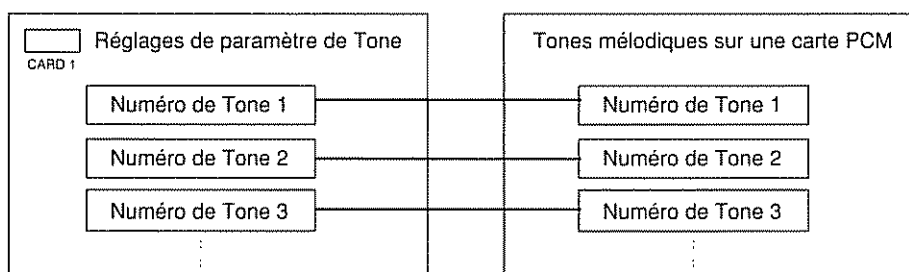 Réglages de paramètre de Tone
CARD 1
Numéro de Tone 1
Numéro de Tone 2
Numéro de Tone 3
Tones mélodiques sur une carte PCM
Numéro de Tone 1
Numéro de Tone 2
Numéro de Tone 3